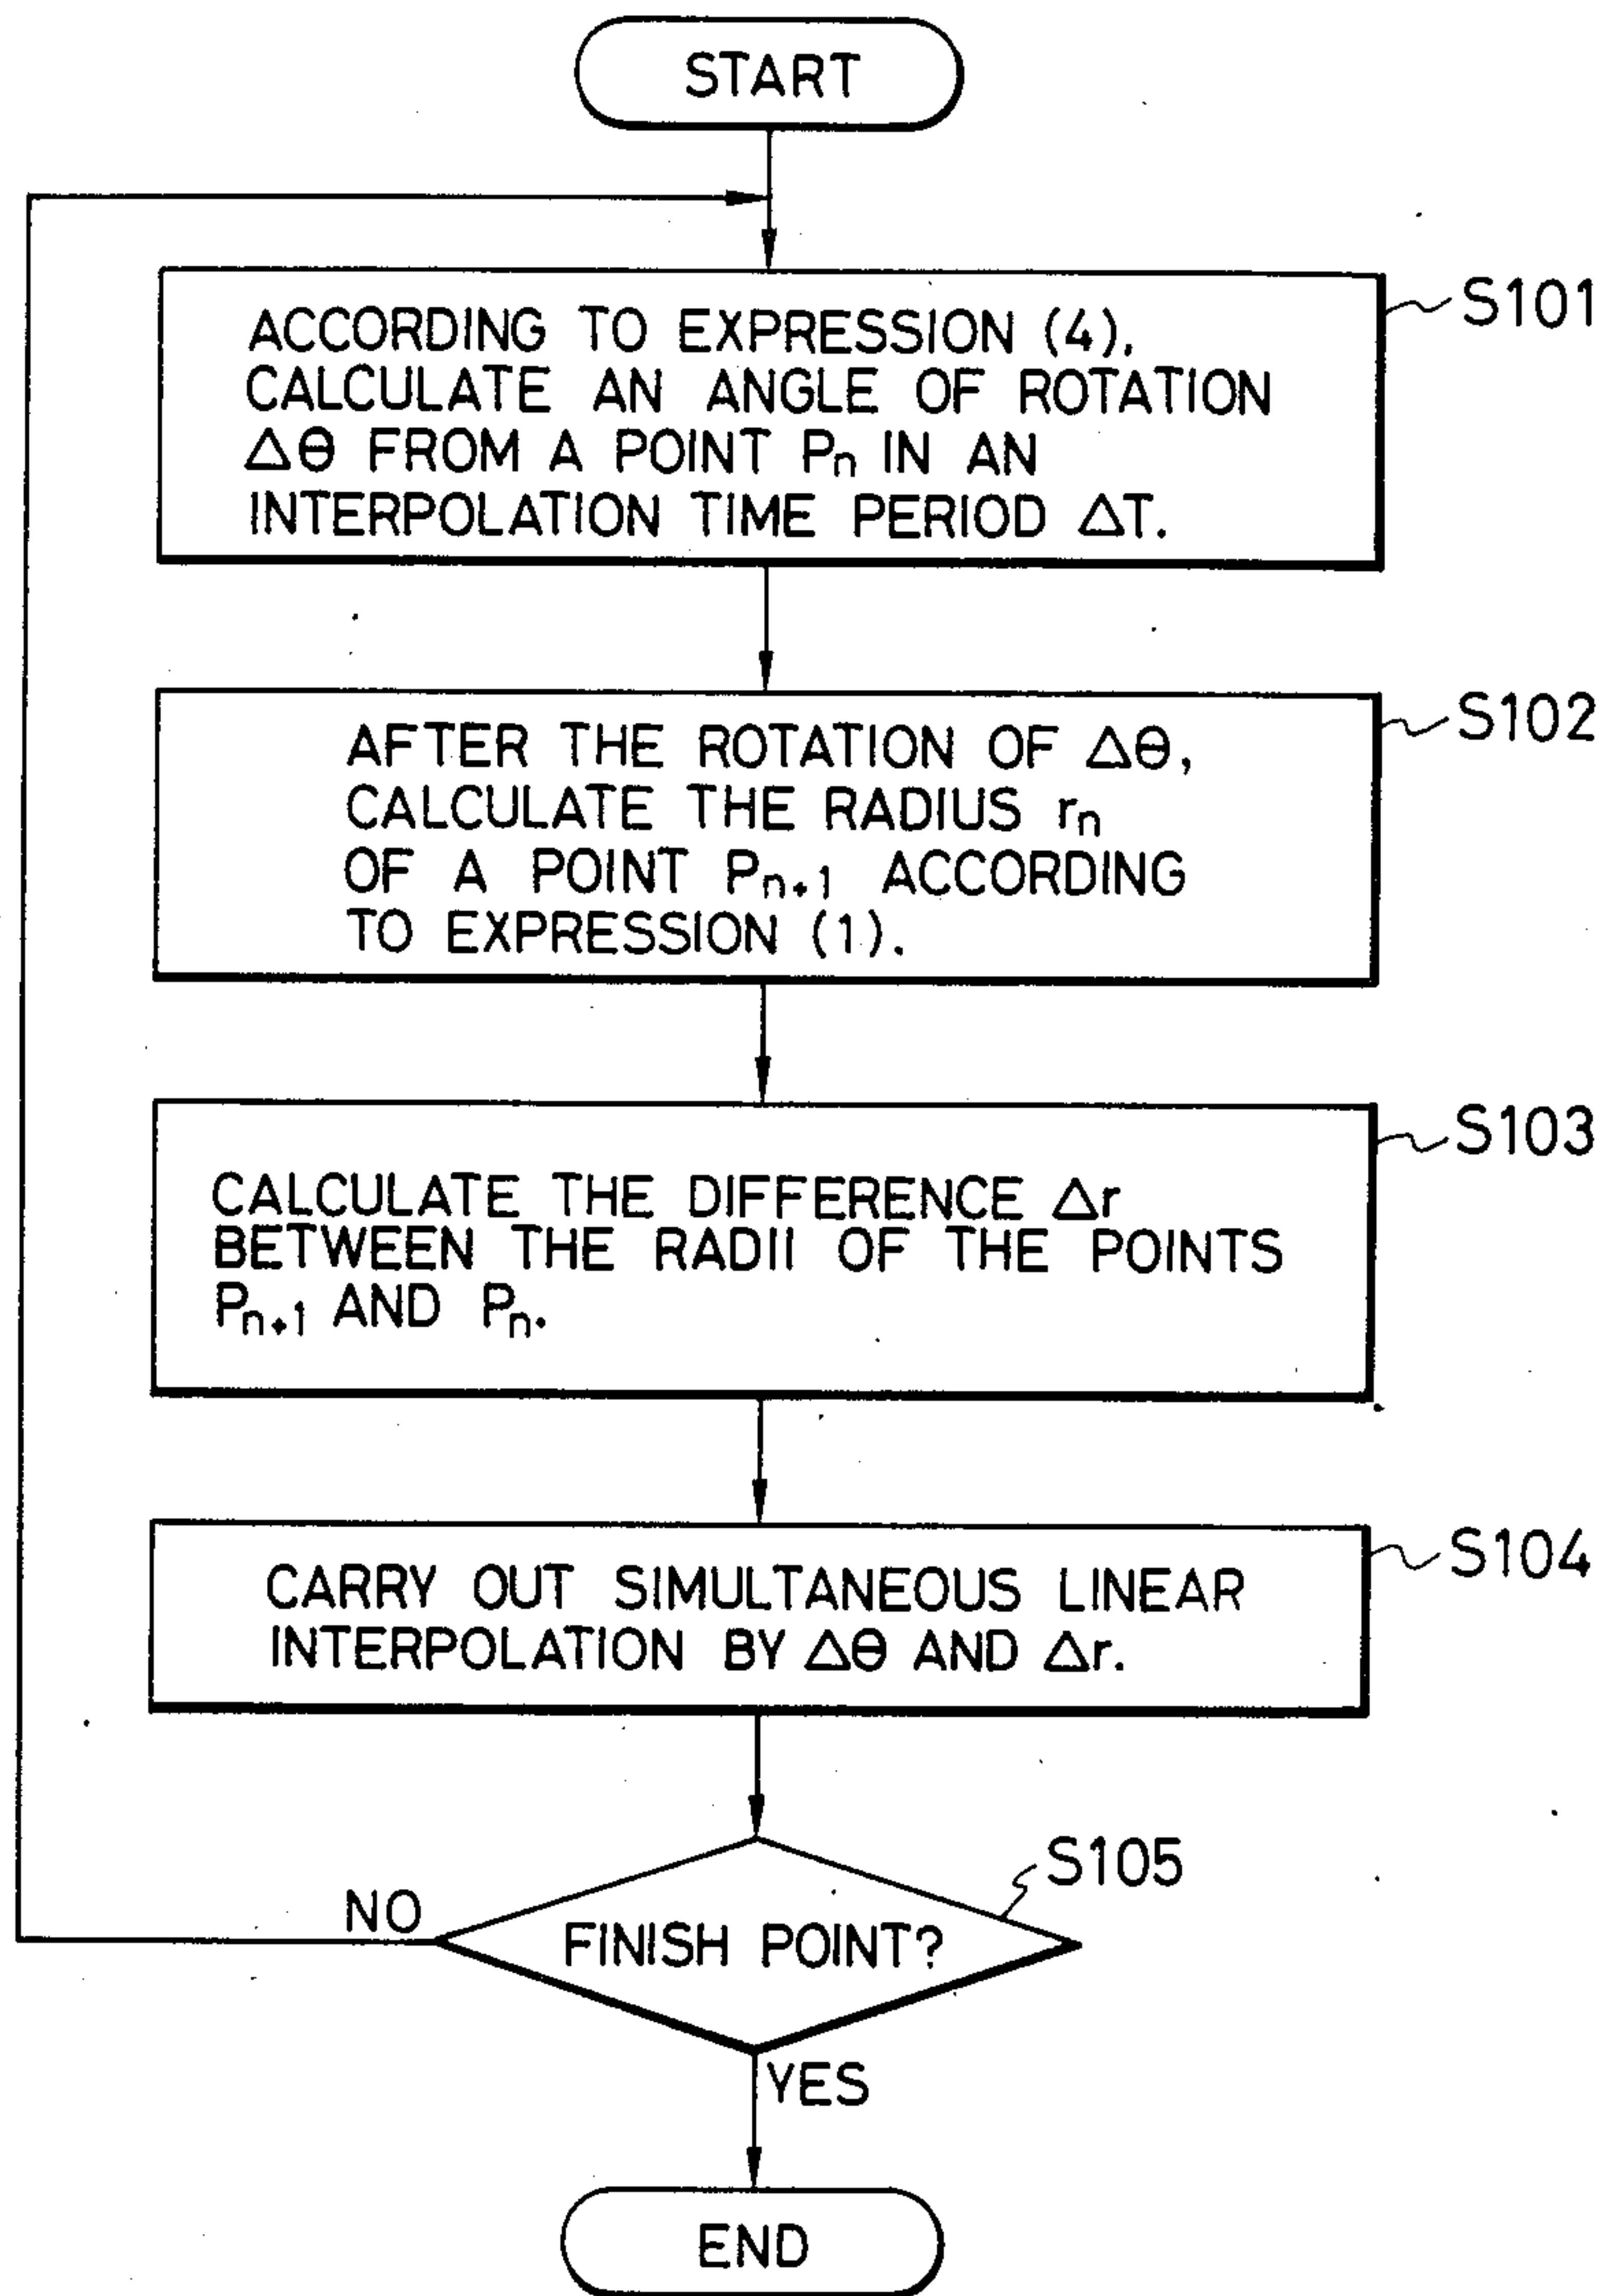 START
ACCORDING TO EXPRESSION (4),
CALCULATE AN ANGLE OF ROTATION
Δθ FROM A POINT Pn IN AN
INTERPOLATION TIME PERIOD ΔT.
S101
AFTER THE ROTATION OF Δθ,
CALCULATE THE RADIUS rn
OF A POINT Pn+1 ACCORDING
TO EXPRESSION (1).
S102
CALCULATE THE DIFFERENCE Δr
BETWEEN THE RADII OF THE POINTS
Pn+1 AND Pn.
S103
CARRY OUT SIMULTANEOUS LINEAR
INTERPOLATION BY Δθ AND Δr.
S104
FINISH POINT?
S105
NO
YES
END